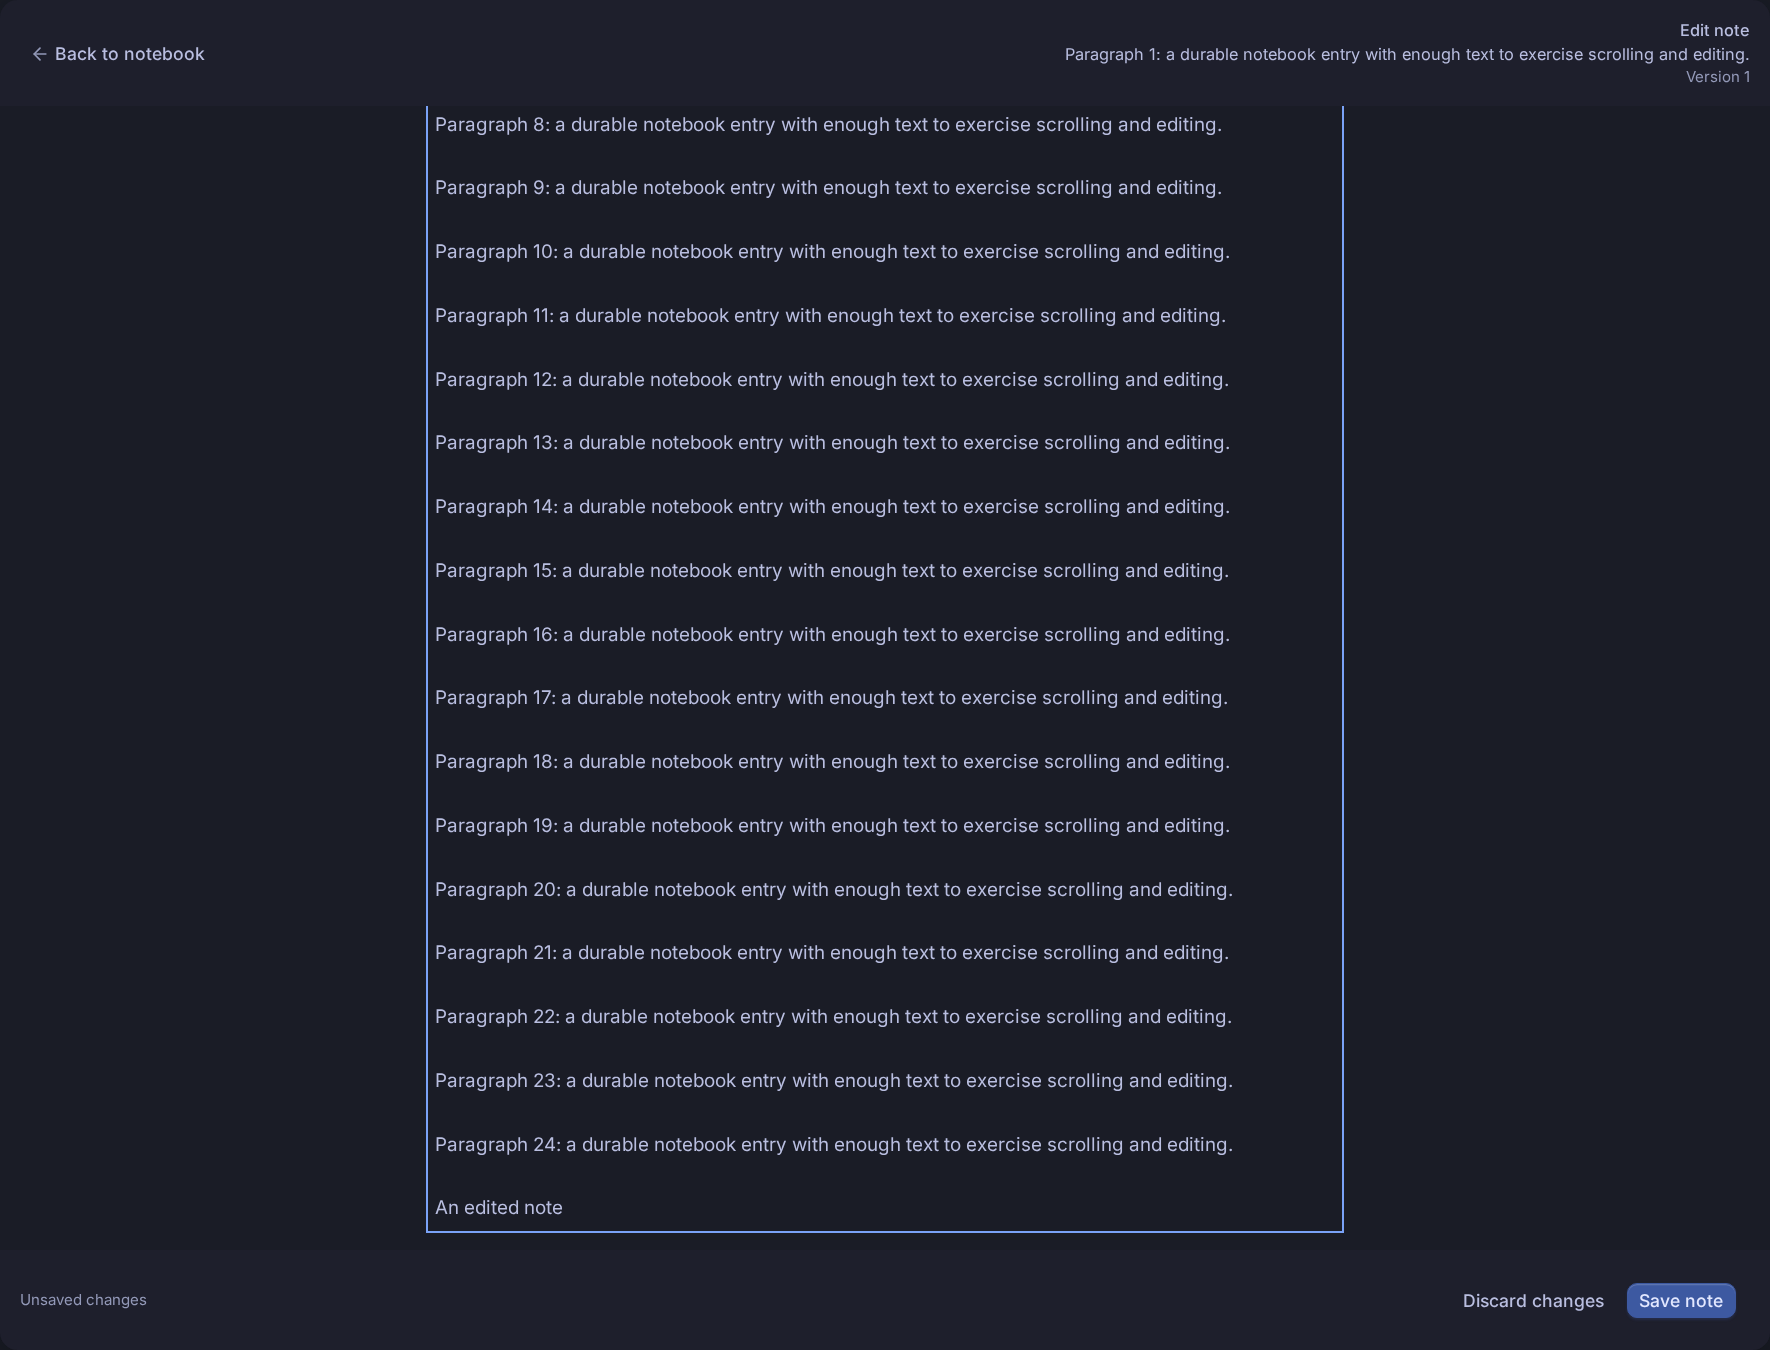 Back to notebook
Edit note
Paragraph 1: a durable notebook entry with enough text to exercise scrolling and editing.
Version 1
Paragraph 8: a durable notebook entry with enough text to exercise scrolling and editing.
Paragraph 9: a durable notebook entry with enough text to exercise scrolling and editing.
Paragraph 10: a durable notebook entry with enough text to exercise scrolling and editing.
Paragraph 11: a durable notebook entry with enough text to exercise scrolling and editing.
Paragraph 12: a durable notebook entry with enough text to exercise scrolling and editing.
Paragraph 13: a durable notebook entry with enough text to exercise scrolling and editing.
Paragraph 14: a durable notebook entry with enough text to exercise scrolling and editing.
Paragraph 15: a durable notebook entry with enough text to exercise scrolling and editing.
Paragraph 16: a durable notebook entry with enough text to exercise scrolling and editing.
Paragraph 17: a durable notebook entry with enough text to exercise scrolling and editing.
Paragraph 18: a durable notebook entry with enough text to exercise scrolling and editing.
Paragraph 19: a durable notebook entry with enough text to exercise scrolling and editing.
Paragraph 20: a durable notebook entry with enough text to exercise scrolling and editing.
Paragraph 21: a durable notebook entry with enough text to exercise scrolling and editing.
Paragraph 22: a durable notebook entry with enough text to exercise scrolling and editing.
Paragraph 23: a durable notebook entry with enough text to exercise scrolling and editing.
Paragraph 24: a durable notebook entry with enough text to exercise scrolling and editing.
An edited note
Unsaved changes
Discard changes
Save note